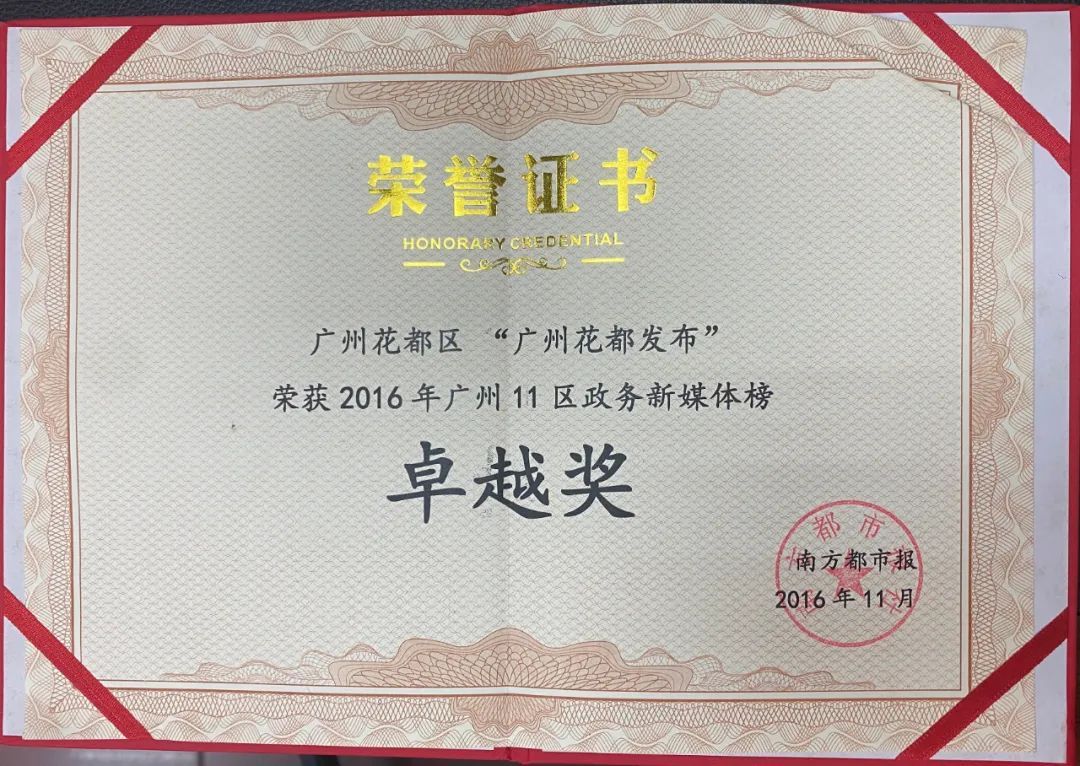 荣誉证书
HONORARY CREDENTIAL
广州花都区 “广州花都发布”
荣获2016年广州11区政务新媒体榜
卓越奖
南方都市报
2016年11月
都市